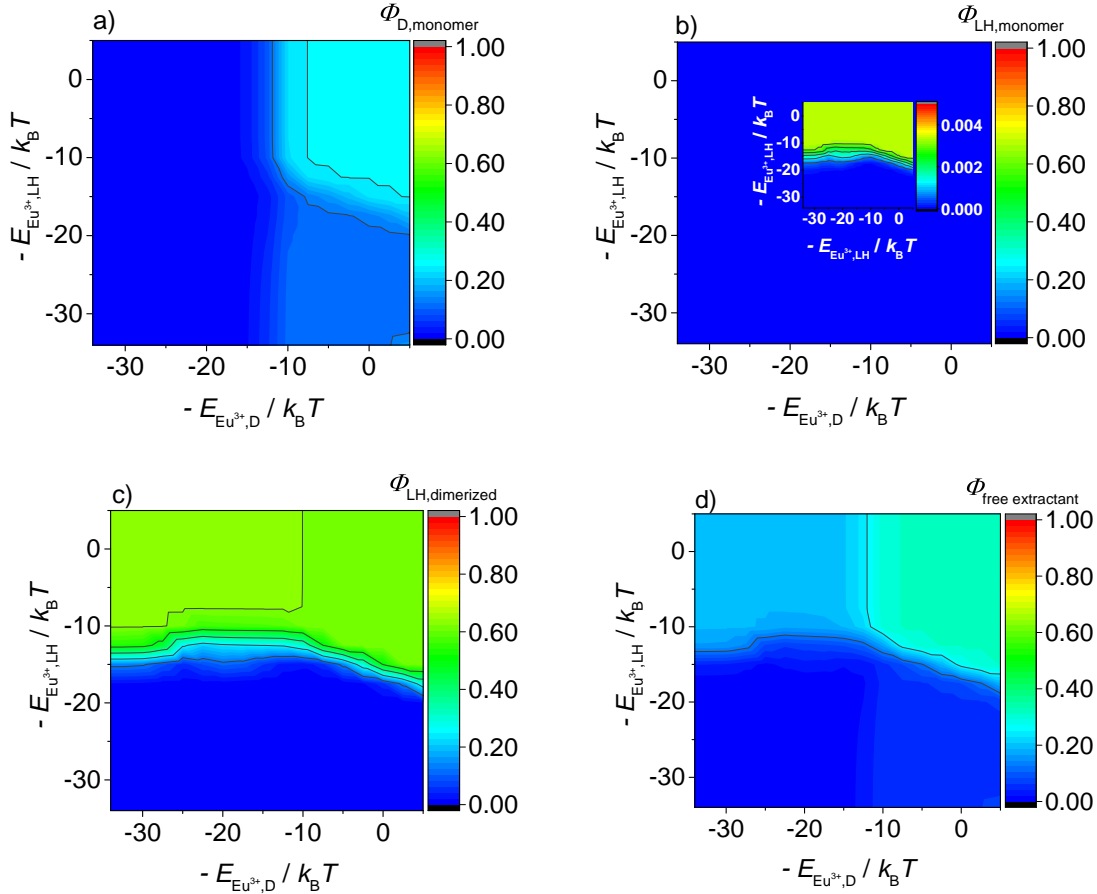 a)
Φ_D,monomer
- E_Eu³⁺,LH / k_B T
0
-10
-20
-30
-30 -20 -10 0
- E_Eu³⁺,D / k_B T
1.00
0.80
0.60
0.40
0.20
0.00
b)
Φ_LH,monomer
- E_Eu³⁺,LH / k_B T
0
-10
-20
-30
-30 -20 -10 0
- E_Eu³⁺,D / k_B T
1.00
0.80
0.60
0.40
0.20
0.00
- E_Eu³⁺,LH / k_B T
0
-10
-20
-30
-30 -20 -10 0
- E_Eu³⁺,LH / k_B T
0.004
0.002
0.000
c)
Φ_LH,dimerized
- E_Eu³⁺,LH / k_B T
0
-10
-20
-30
-30 -20 -10 0
- E_Eu³⁺,D / k_B T
1.00
0.80
0.60
0.40
0.20
0.00
d)
Φ_free extractant
- E_Eu³⁺,LH / k_B T
0
-10
-20
-30
-30 -20 -10 0
- E_Eu³⁺,D / k_B T
1.00
0.80
0.60
0.40
0.20
0.00